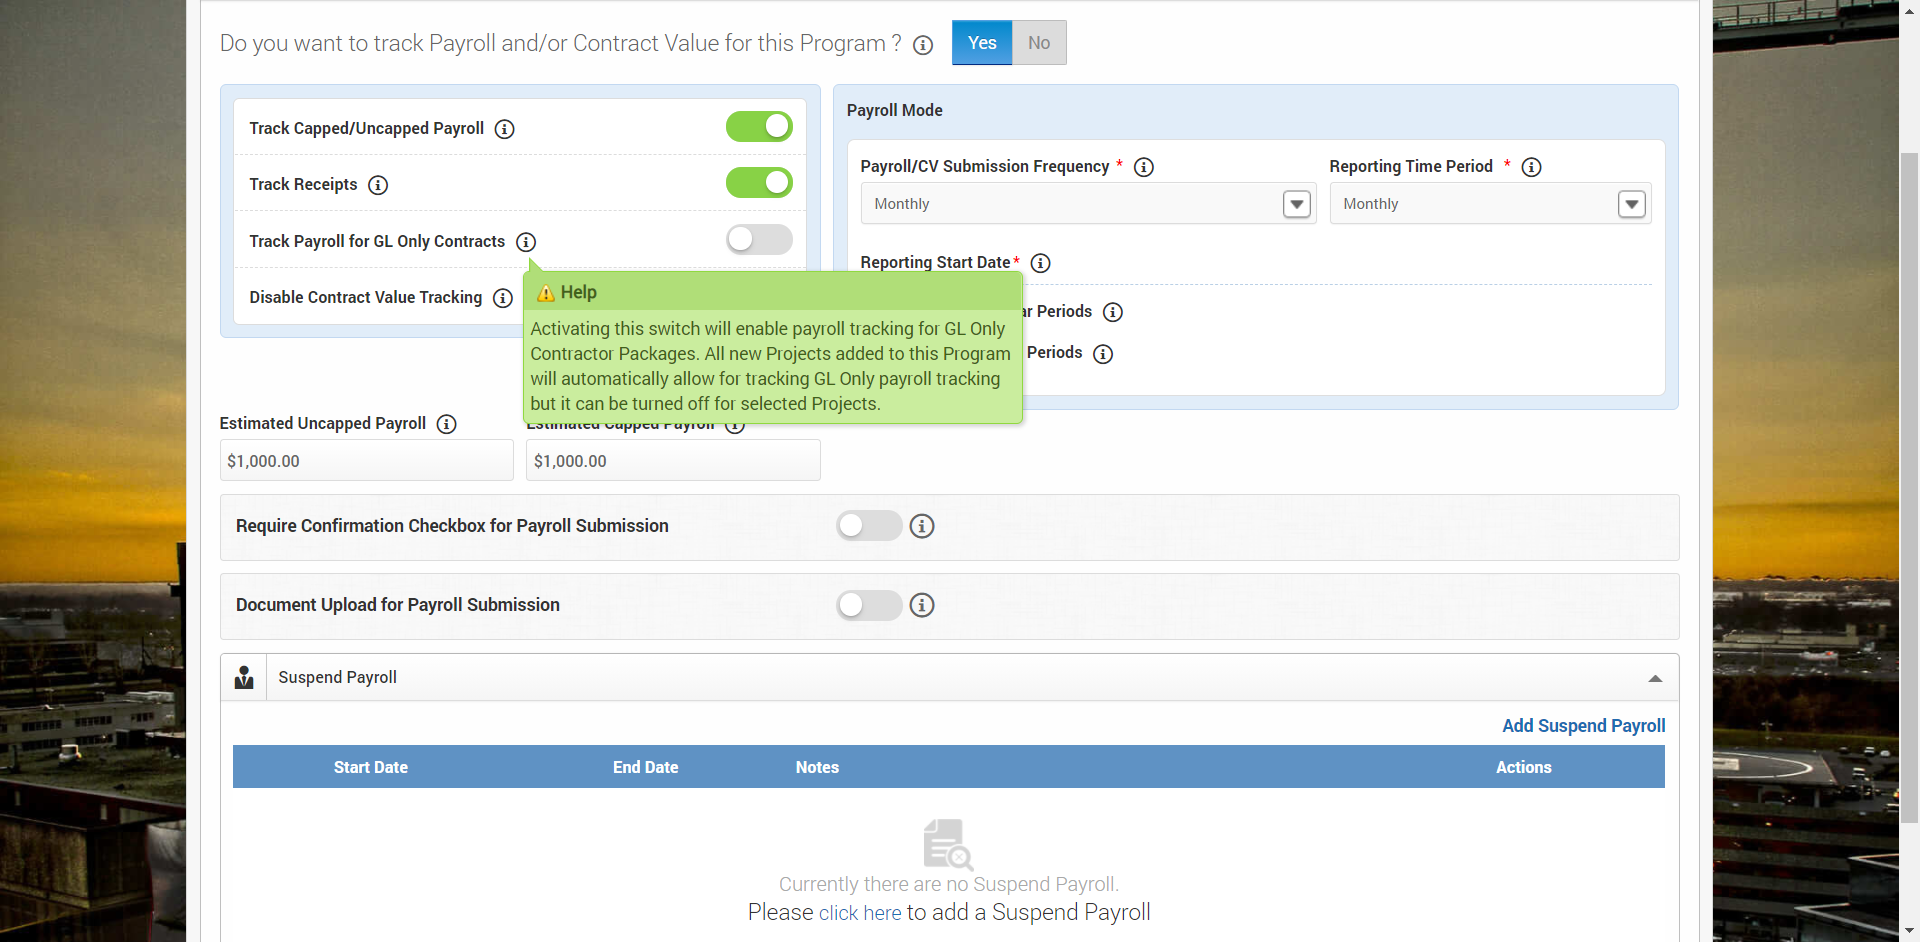 Do you want to track Payroll and/or Contract Value for this Program ?
Yes
No
Track Capped/Uncapped Payroll
Track Receipts
Track Payroll for GL Only Contracts
Disable Contract Value Tracking
Help
Activating this switch will enable payroll tracking for GL Only
Contractor Packages. All new Projects added to this Program
will automatically allow for tracking GL Only payroll tracking
but it can be turned off for selected Projects.
Payroll Mode
Payroll/CV Submission Frequency *
Reporting Time Period *
Monthly
Monthly
Reporting Start Date*
Periods
Periods
Estimated Uncapped Payroll
Estimated Capped Payroll
$1,000.00
$1,000.00
Require Confirmation Checkbox for Payroll Submission
Document Upload for Payroll Submission
Suspend Payroll
Add Suspend Payroll
Start Date
End Date
Notes
Actions
Currently there are no Suspend Payroll.
Please click here to add a Suspend Payroll